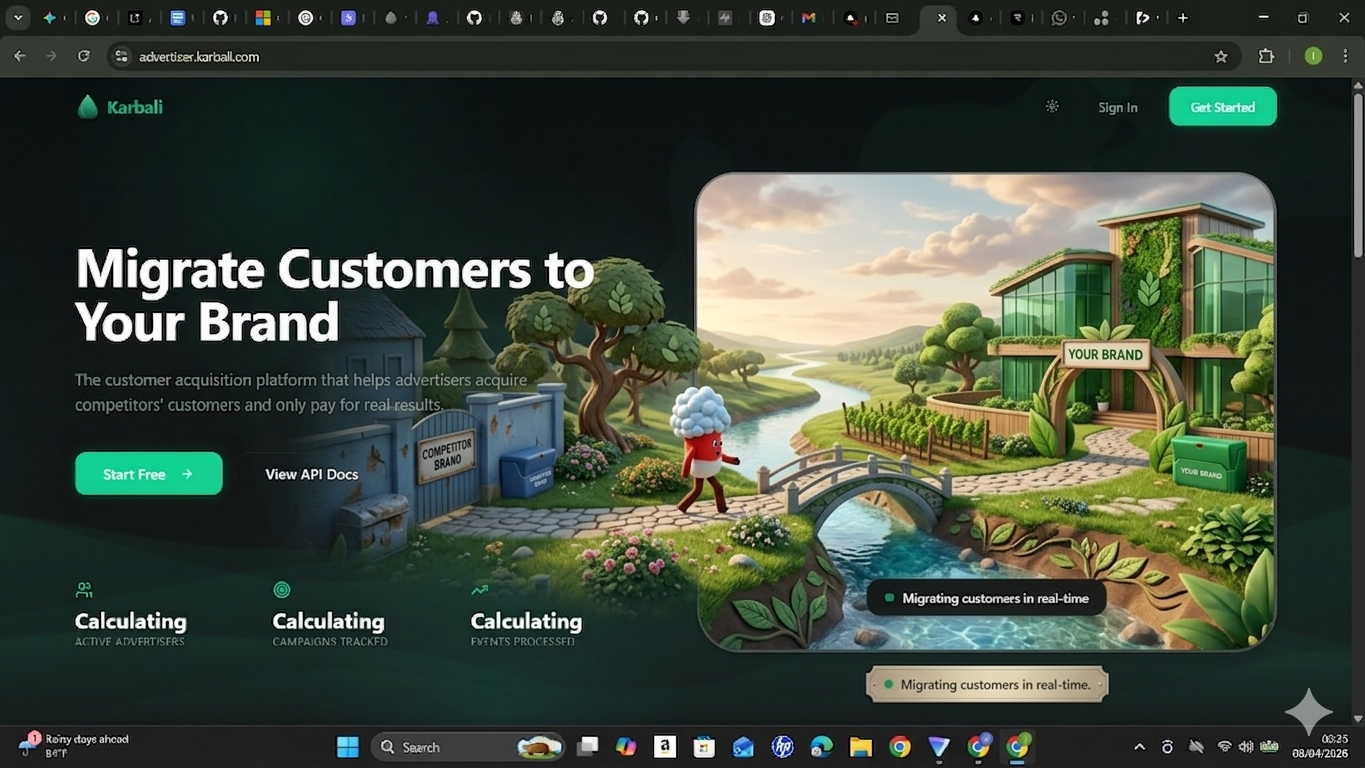 advertiser.karball.com
Karbali
Sign In
Get Started
Migrate Customers to
Your Brand
The customer acquisition platform that helps advertisers acquire
competitors' customers and only pay for real results.
Start Free
View API Docs
COMPETITOR
BRAND
YOUR BRAND
YOUR BRAND
Migrating customers in real-time
Calculating
ACTIVE ADVERTISERS
Calculating
CAMPAIGNS TRACKED
Calculating
EVENTS PROCESSED
Migrating customers in real-time.
1
Rainy days ahead
84°F
Search
08/04/2026